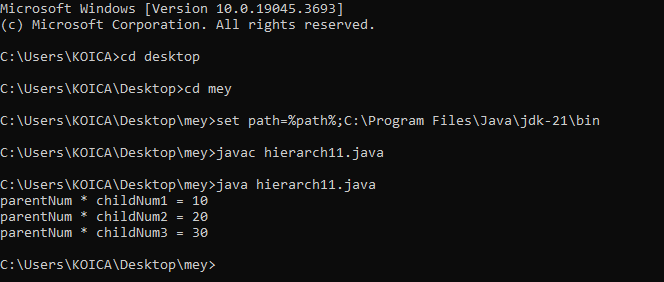 Microsoft Windows [Version 10.0.19045.3693]
(c) Microsoft Corporation. All rights reserved.
C:\Users\KOICA>cd desktop
C:\Users\KOICA\Desktop>cd mey
C:\Users\KOICA\Desktop\mey>set path=%path%;C:\Program Files\Java\jdk-21\bin
C:\Users\KOICA\Desktop\mey>javac hierarch11.java
C:\Users\KOICA\Desktop\mey>java hierarch11.java
parentNum * childNum1 = 10
parentNum * childNum2 = 20
parentNum * childNum3 = 30
C:\Users\KOICA\Desktop\mey>